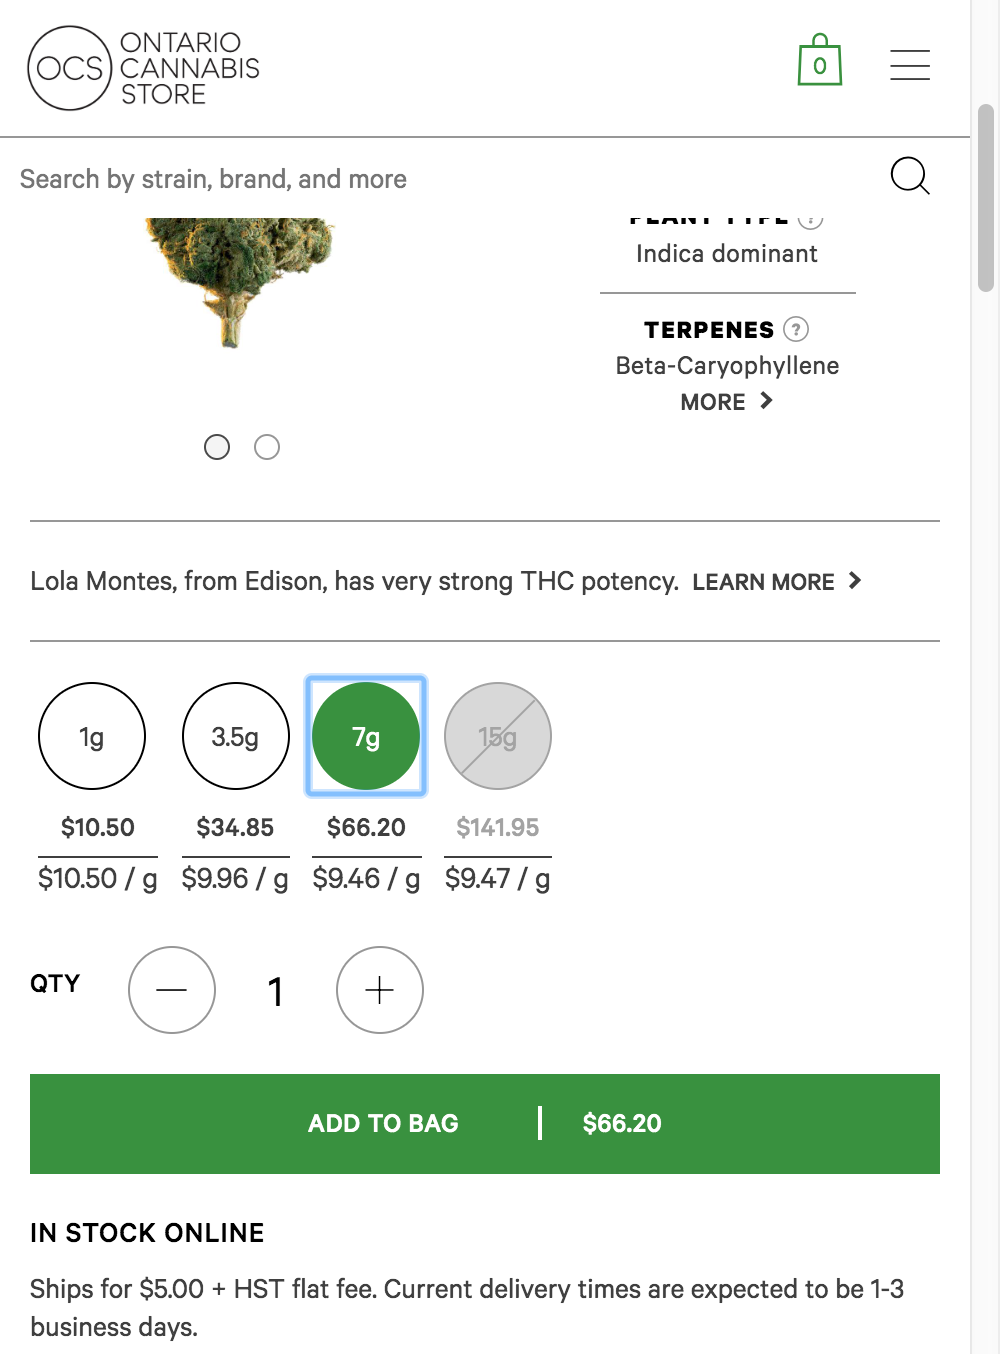 OCS ONTARIO CANNABIS STORE
0
Search by strain, brand, and more
PLANT TYPE ?
Indica dominant
TERPENES ?
Beta-Caryophyllene
MORE
Lola Montes, from Edison, has very strong THC potency. LEARN MORE
1g 3.5g 7g 15g
$10.50 $34.85 $66.20 $141.95
$10.50 / g $9.96 / g $9.46 / g $9.47 / g
QTY 1
ADD TO BAG | $66.20
IN STOCK ONLINE
Ships for $5.00 + HST flat fee. Current delivery times are expected to be 1-3
business days.